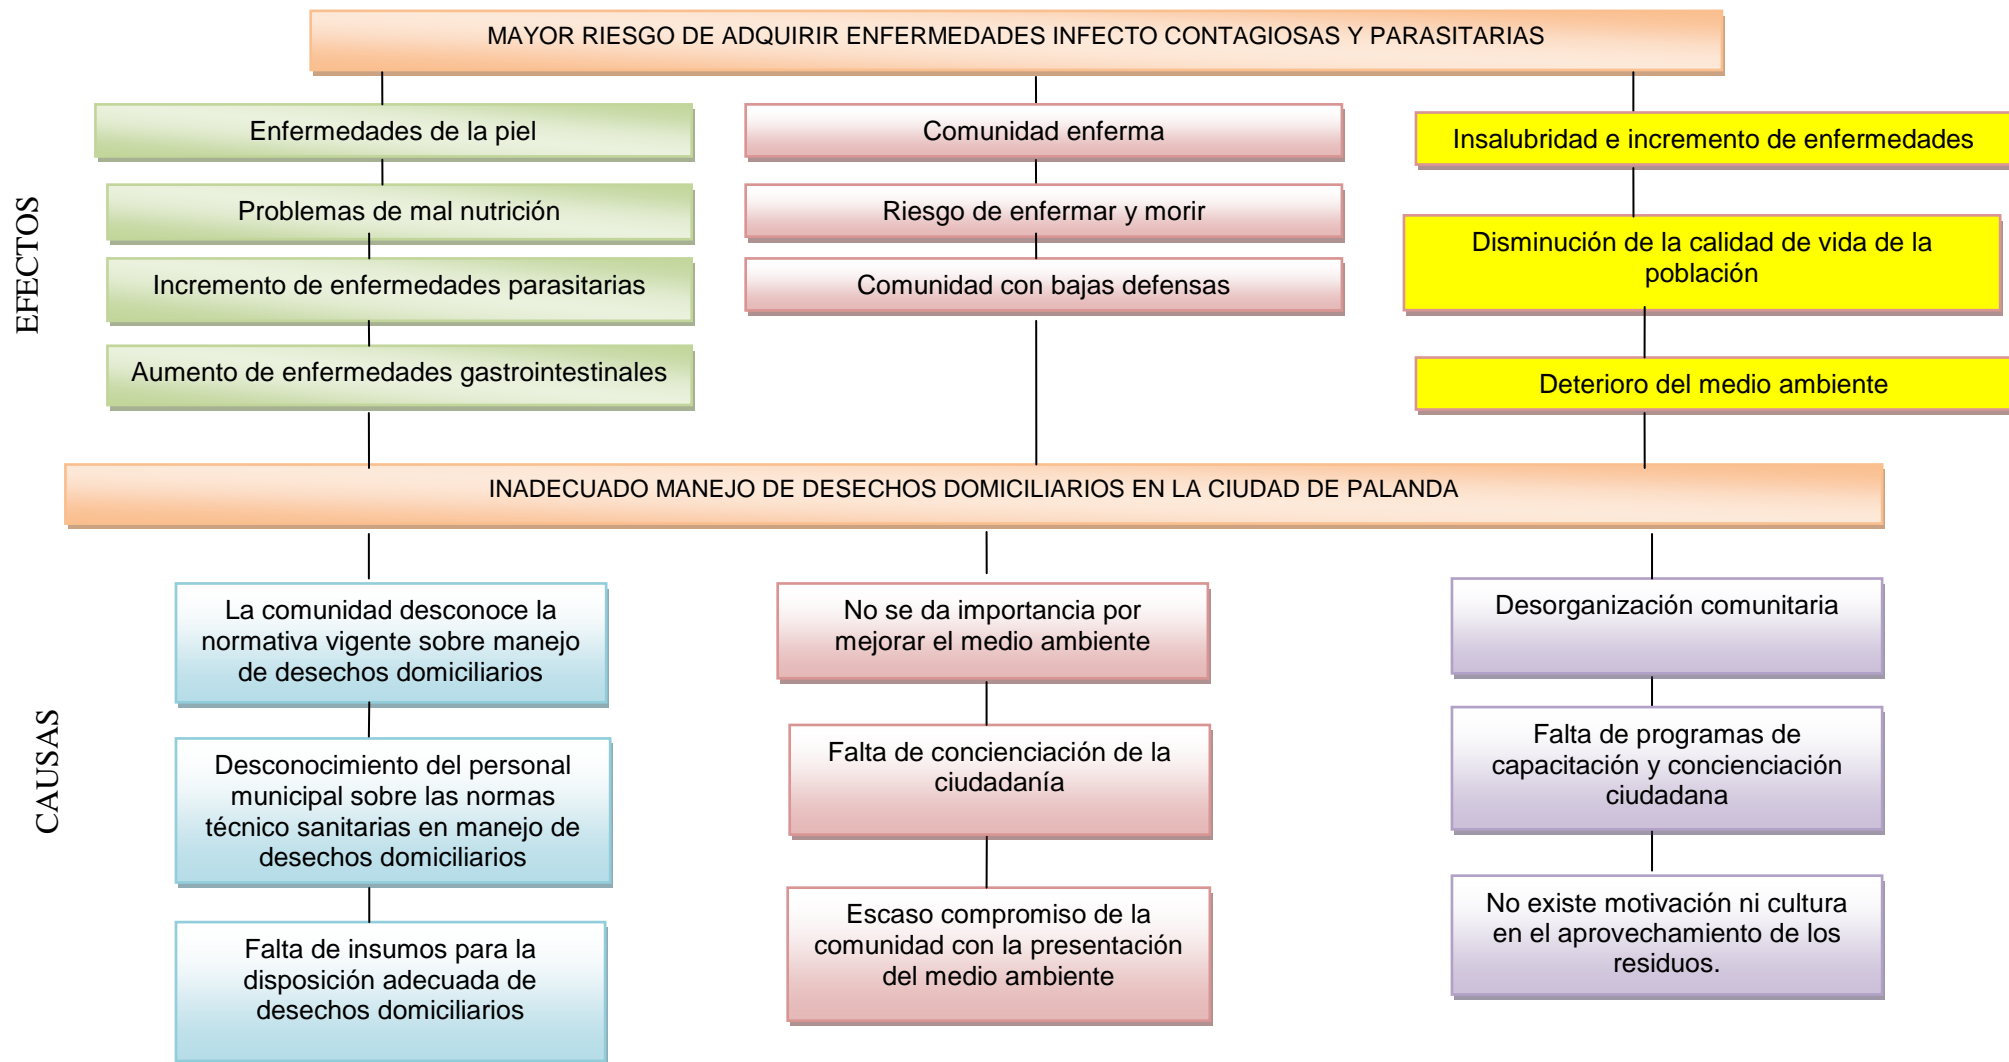 MAYOR RIESGO DE ADQUIRIR ENFERMEDADES INFECTO CONTAGIOSAS Y PARASITARIAS
EFECTOS
Enfermedades de la piel
Problemas de mal nutrición
Incremento de enfermedades parasitarias
Aumento de enfermedades gastrointestinales
Comunidad enferma
Riesgo de enfermar y morir
Comunidad con bajas defensas
Insalubridad e incremento de enfermedades
Disminución de la calidad de vida de la
población
Deterioro del medio ambiente
INADECUADO MANEJO DE DESECHOS DOMICILIARIOS EN LA CIUDAD DE PALANDA
CAUSAS
La comunidad desconoce la
normativa vigente sobre manejo
de desechos domiciliarios
Desconocimiento del personal
municipal sobre las normas
técnico sanitarias en manejo de
desechos domiciliarios
Falta de insumos para la
disposición adecuada de
desechos domiciliarios
No se da importancia por
mejorar el medio ambiente
Falta de concienciación de la
ciudadanía
Escaso compromiso de la
comunidad con la presentación
del medio ambiente
Desorganización comunitaria
Falta de programas de
capacitación y concienciación
ciudadana
No existe motivación ni cultura
en el aprovechamiento de los
residuos.